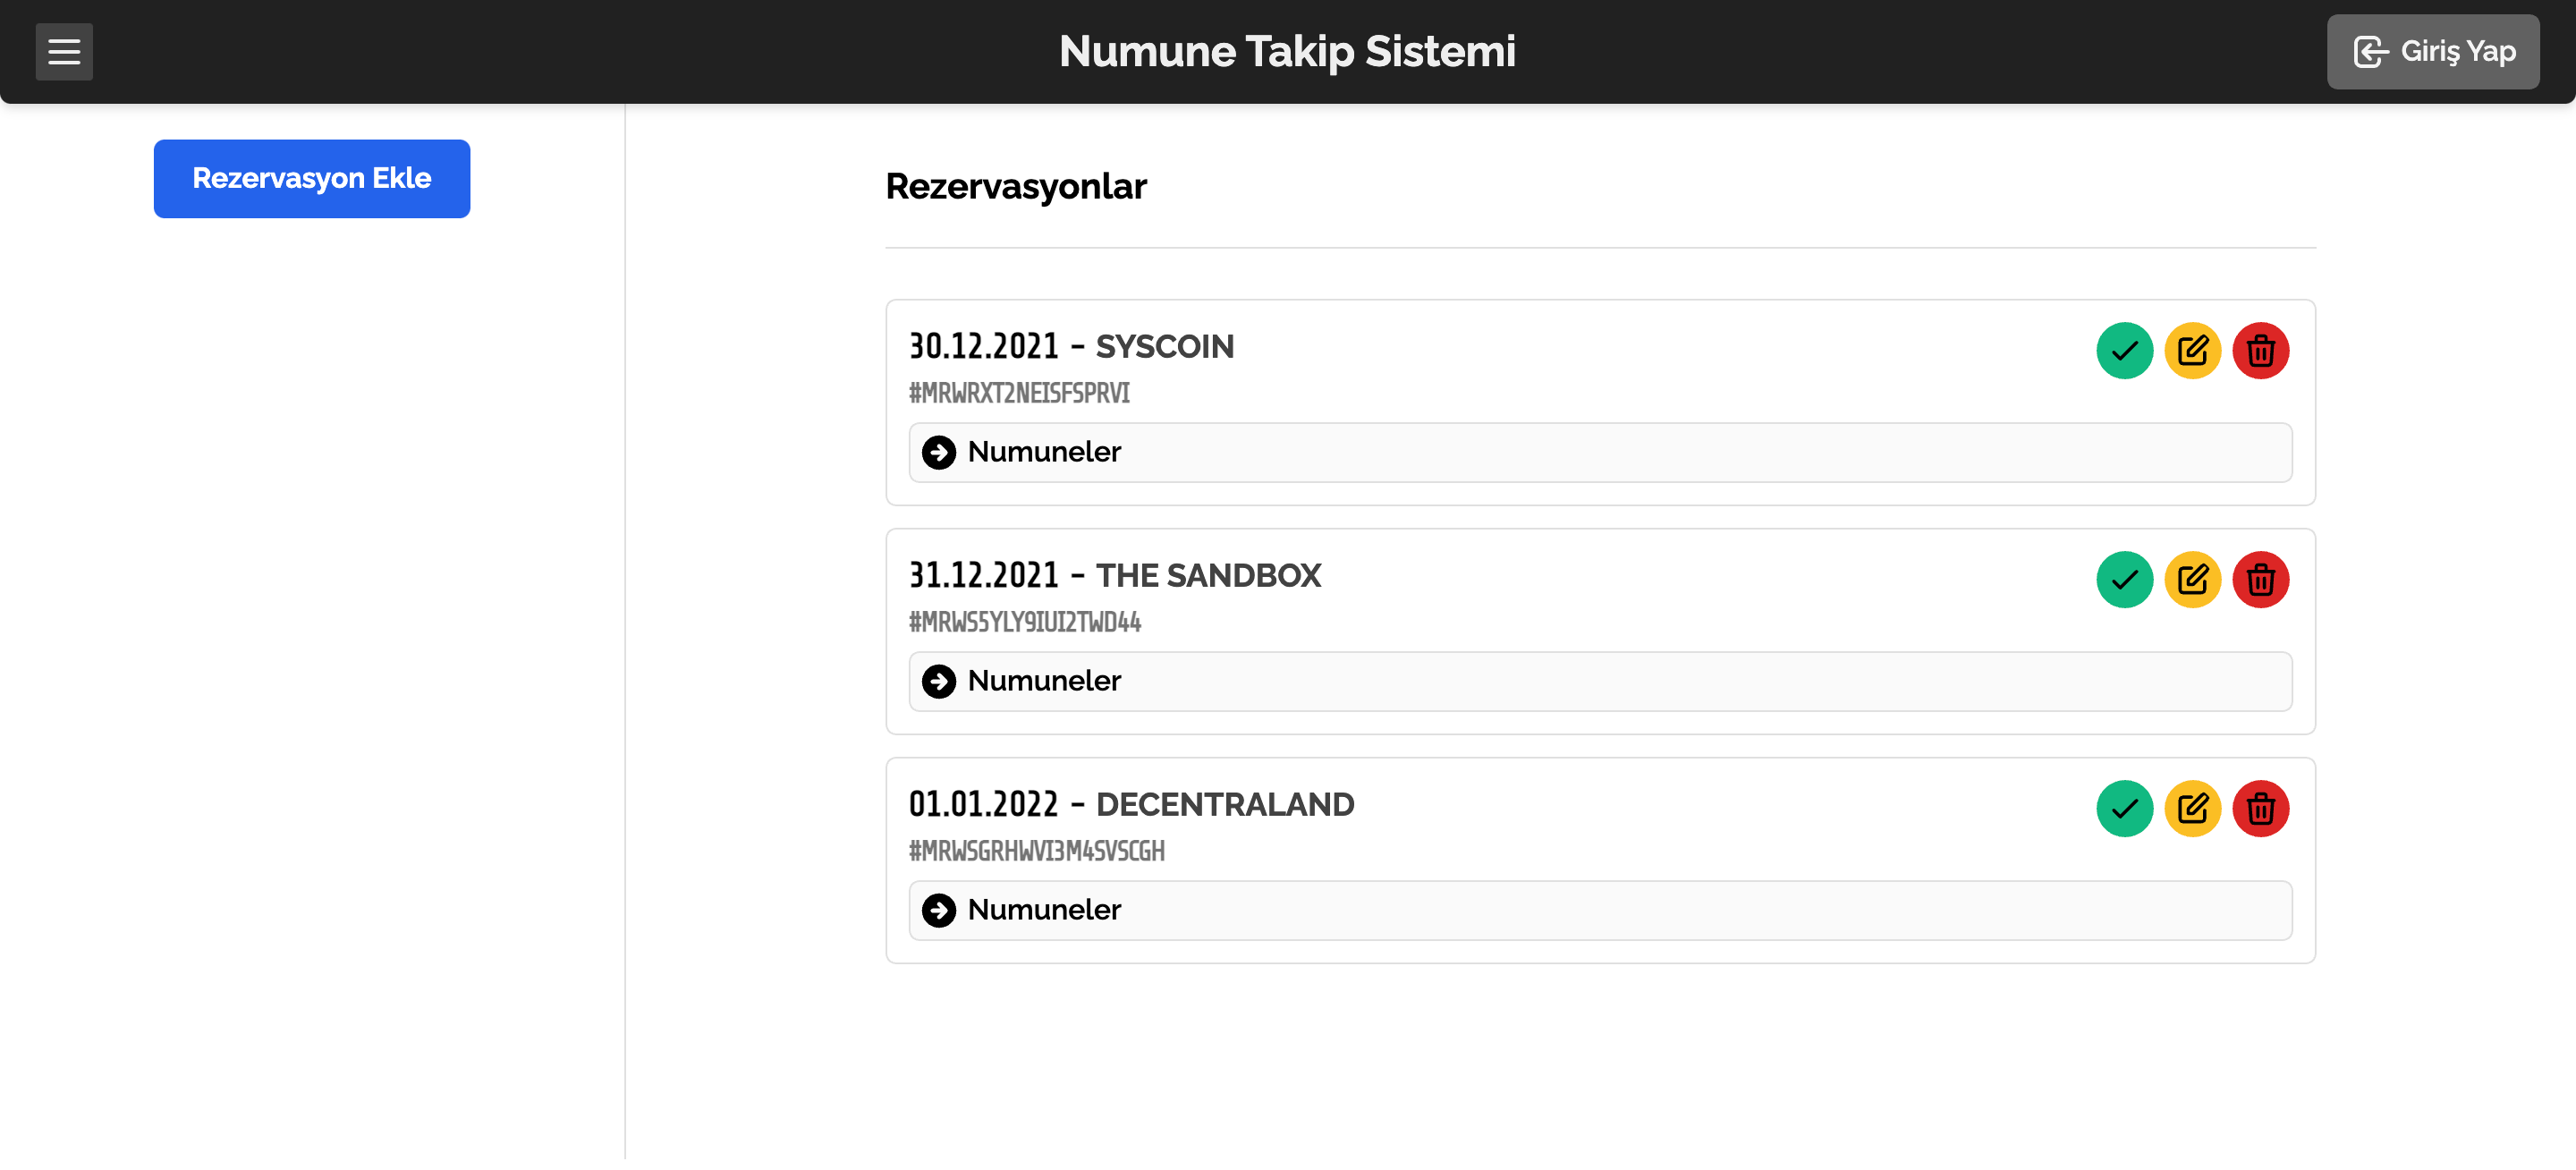 Numune Takip Sistemi
Giriş Yap
Rezervasyon Ekle
Rezervasyonlar
30.12.2021 - SYSCOIN
#MRWRXT2NEISFSPRVI
Numuneler
31.12.2021 - THE SANDBOX
#MRWS5YLY9IUI2TWD44
Numuneler
01.01.2022 - DECENTRALAND
#MRWSGRHWVI3M4SVSCGH
Numuneler